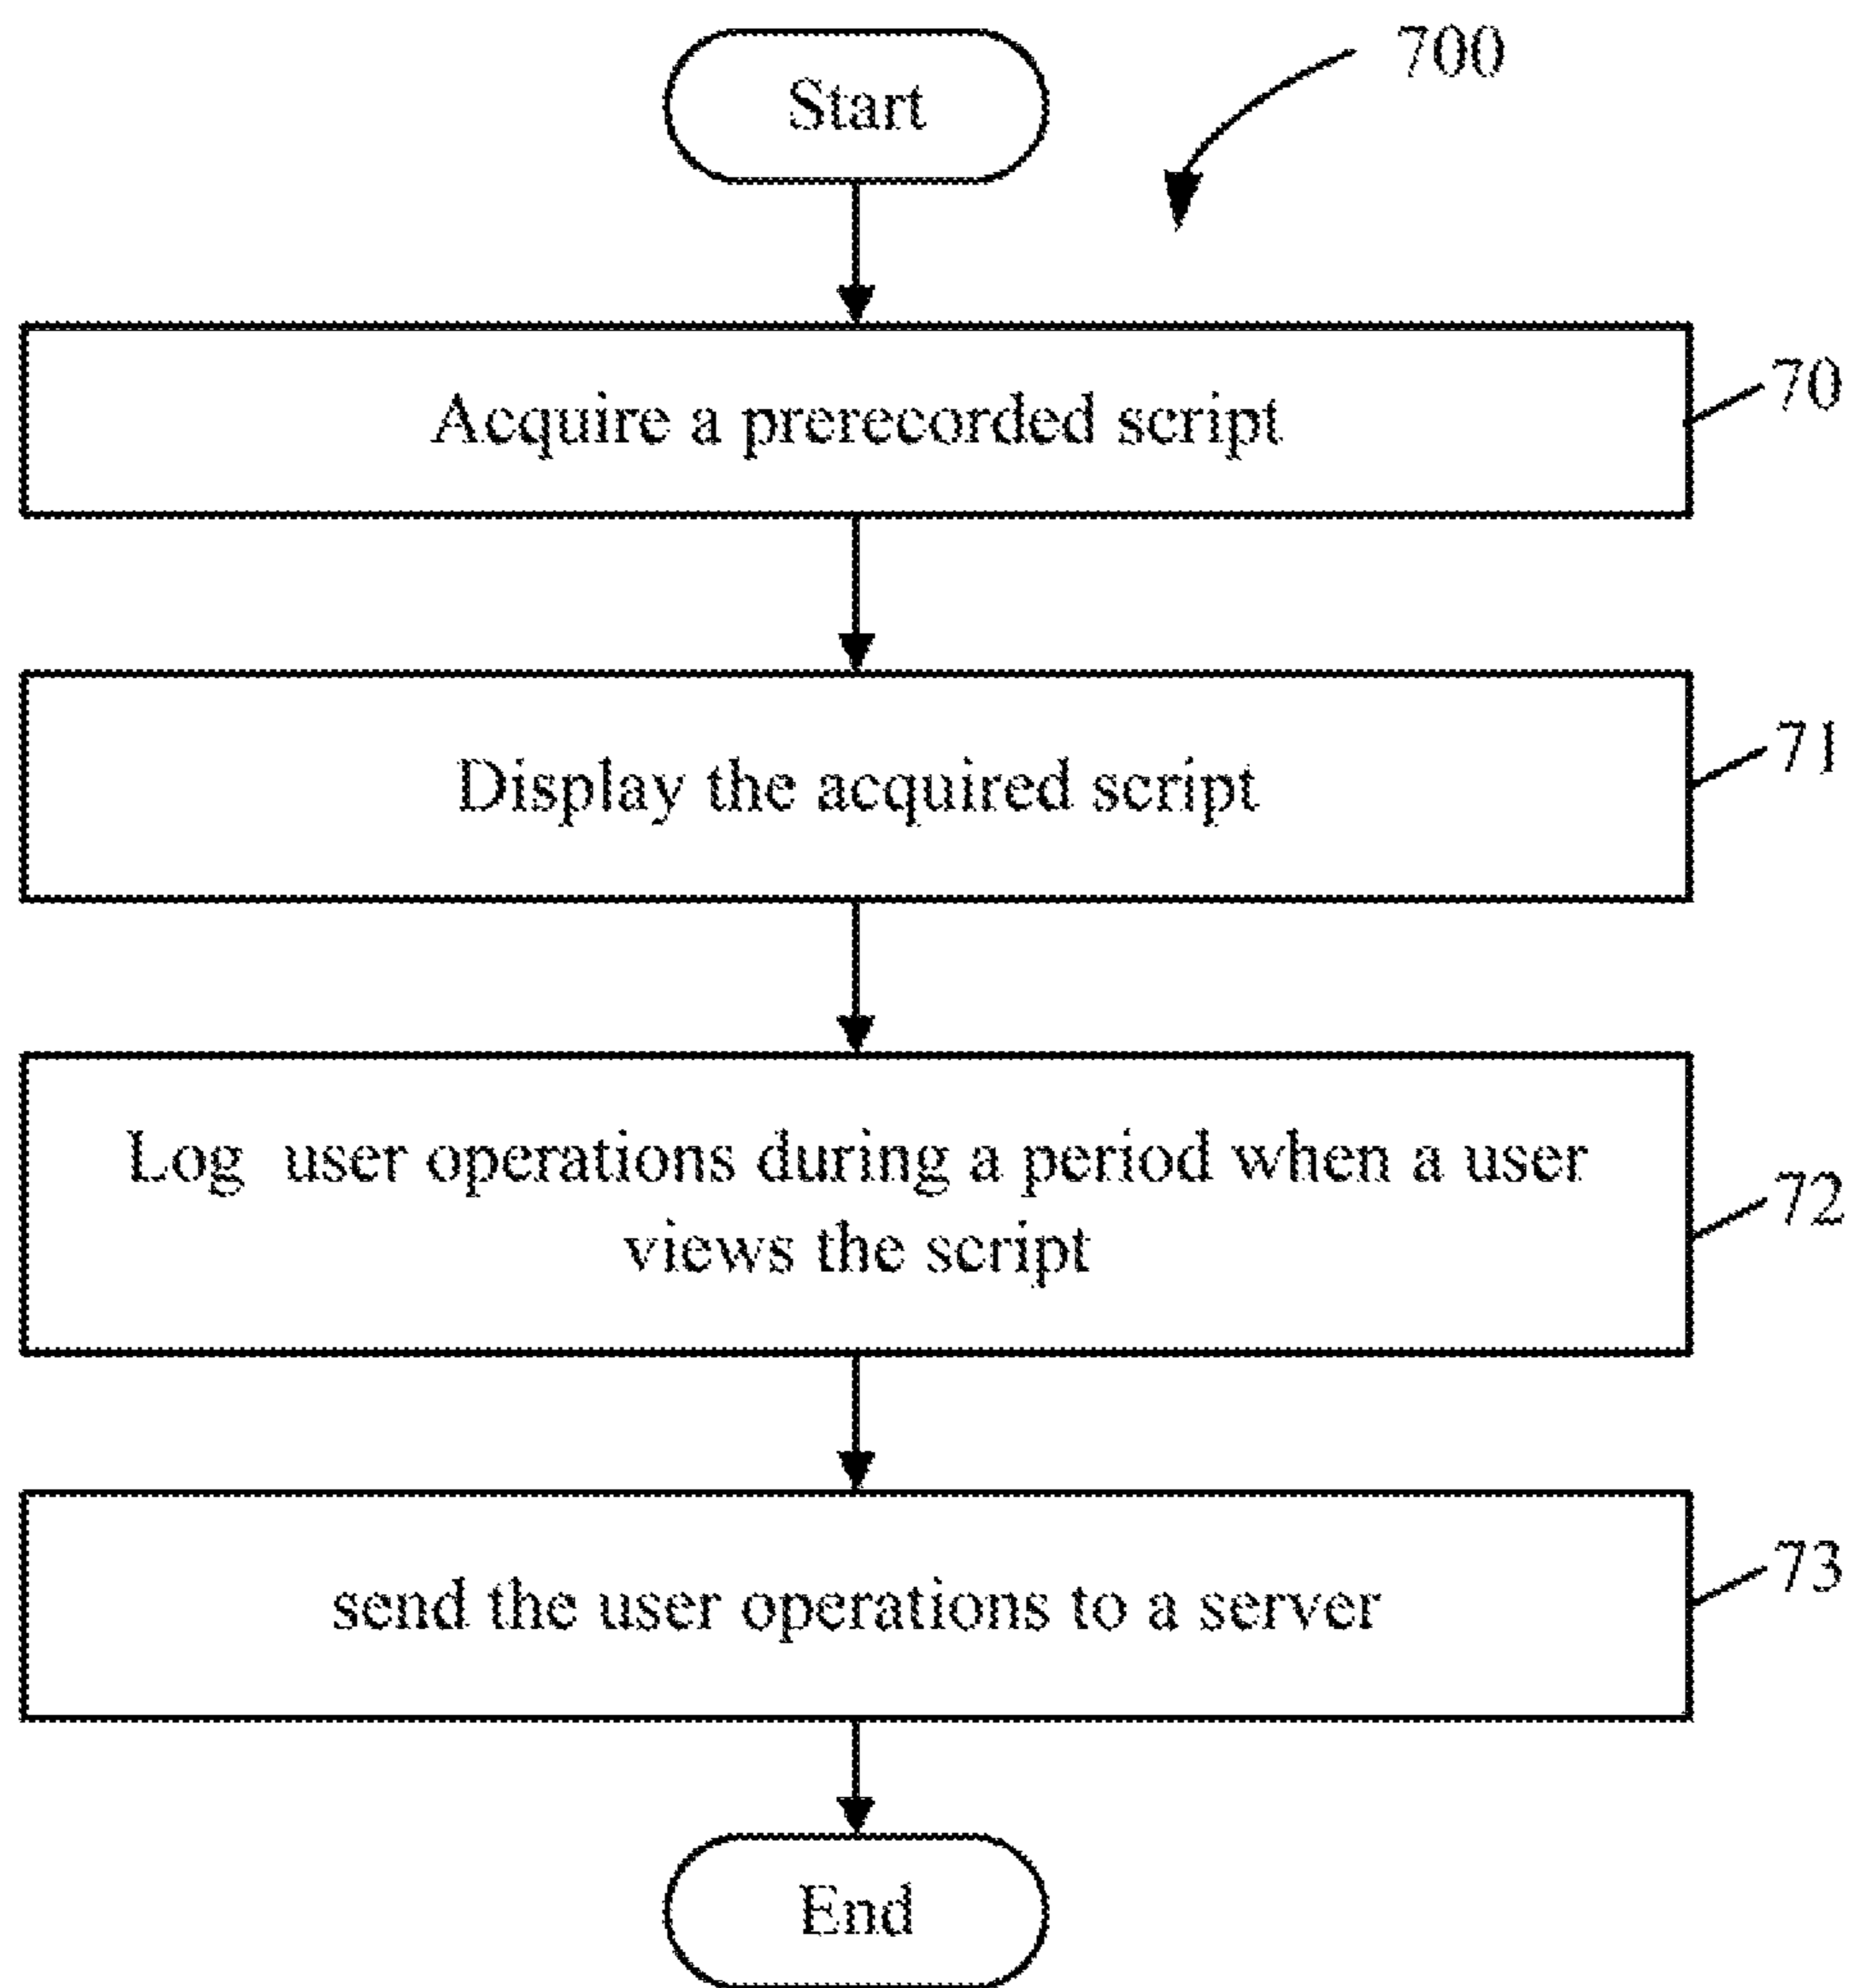 Start
700
Acquire a prerecorded script
70
Display the acquired script
71
Log user operations during a period when a user
views the script
72
send the user operations to a server
73
End